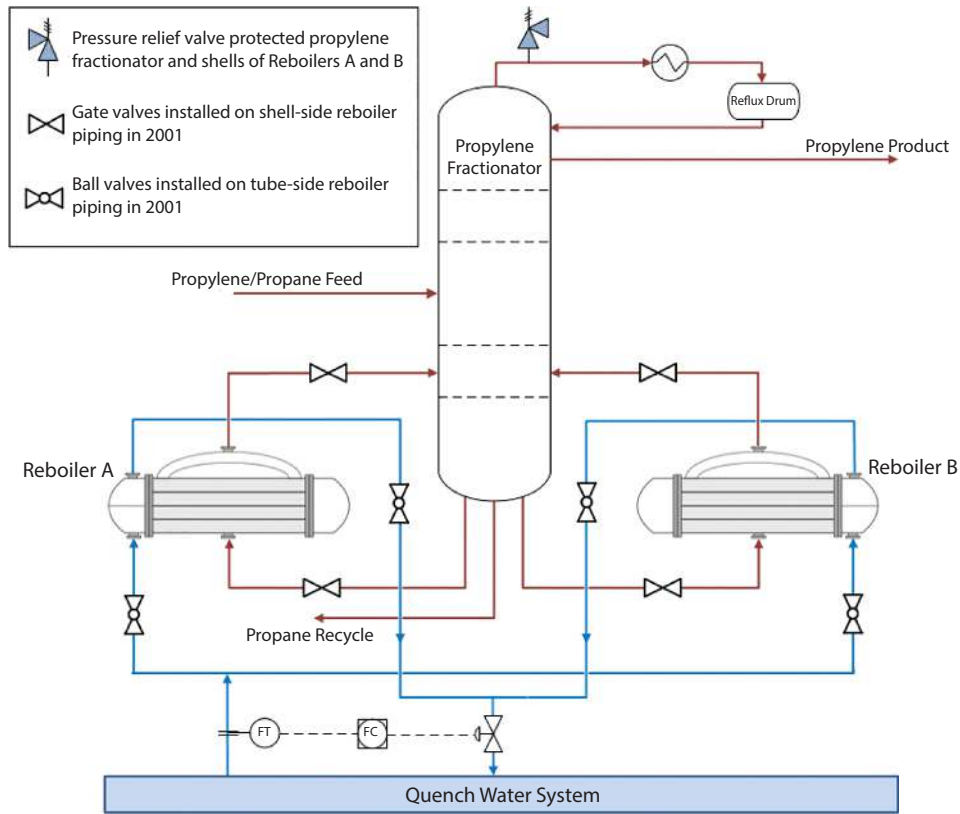 Pressure relief valve protected propylene
fractionator and shells of Reboilers A and B
Gate valves installed on shell-side reboiler
piping in 2001
Ball valves installed on tube-side reboiler
piping in 2001
Reflux Drum
Propylene
Fractionator
Propylene Product
Propylene/Propane Feed
Reboiler A
Reboiler B
Propane Recycle
FT
FC
Quench Water System